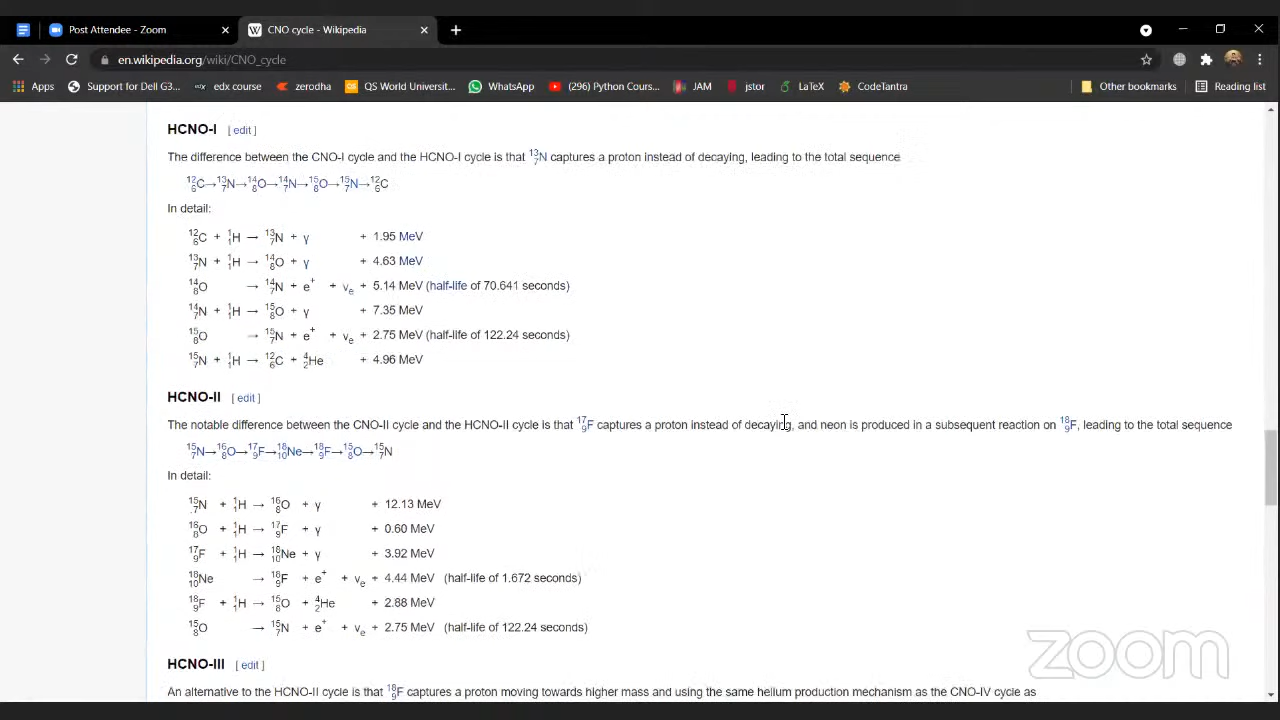 Post Attendee - Zoom
CNO cycle - Wikipedia
en.wikipedia.org/wiki/CNO_cycle
Apps Support for Dell G3... edx edx course zerodha QS World Universit... WhatsApp (296) Python Cours... JAM jstor LaTeX CodeTantra Other bookmarks Reading list
HCNO-I [ edit ]
The difference between the CNO-I cycle and the HCNO-I cycle is that ¹³₇N captures a proton instead of decaying, leading to the total sequence
¹²₆C→¹³₇N→¹⁴₈O→¹⁴₇N→¹⁵₈O→¹⁵₇N→¹²₆C
In detail:
¹²₆C + ¹₁H → ¹³₇N + γ + 1.95 MeV
¹³₇N + ¹₁H → ¹⁴₈O + γ + 4.63 MeV
¹⁴₈O → ¹⁴₇N + e⁺ + νₑ + 5.14 MeV (half-life of 70.641 seconds)
¹⁴₇N + ¹₁H → ¹⁵₈O + γ + 7.35 MeV
¹⁵₈O → ¹⁵₇N + e⁺ + νₑ + 2.75 MeV (half-life of 122.24 seconds)
¹⁵₇N + ¹₁H → ¹²₆C + ⁴₂He + 4.96 MeV
HCNO-II [ edit ]
The notable difference between the CNO-II cycle and the HCNO-II cycle is that ¹⁷₉F captures a proton instead of decaying, and neon is produced in a subsequent reaction on ¹⁸₉F, leading to the total sequence
¹⁵₇N→¹⁶₈O→¹⁷₉F→¹⁸₁₀Ne→¹⁸₉F→¹⁵₈O→¹⁵₇N
In detail:
¹⁵₇N + ¹₁H → ¹⁶₈O + γ + 12.13 MeV
¹⁶₈O + ¹₁H → ¹⁷₉F + γ + 0.60 MeV
¹⁷₉F + ¹₁H → ¹⁸₁₀Ne + γ + 3.92 MeV
¹⁸₁₀Ne → ¹⁸₉F + e⁺ + νₑ + 4.44 MeV (half-life of 1.672 seconds)
¹⁸₉F + ¹₁H → ¹⁵₈O + ⁴₂He + 2.88 MeV
¹⁵₈O → ¹⁵₇N + e⁺ + νₑ + 2.75 MeV (half-life of 122.24 seconds)
HCNO-III [ edit ]
An alternative to the HCNO-II cycle is that ¹⁸₉F captures a proton moving towards higher mass and using the same helium production mechanism as the CNO-IV cycle as
zoom